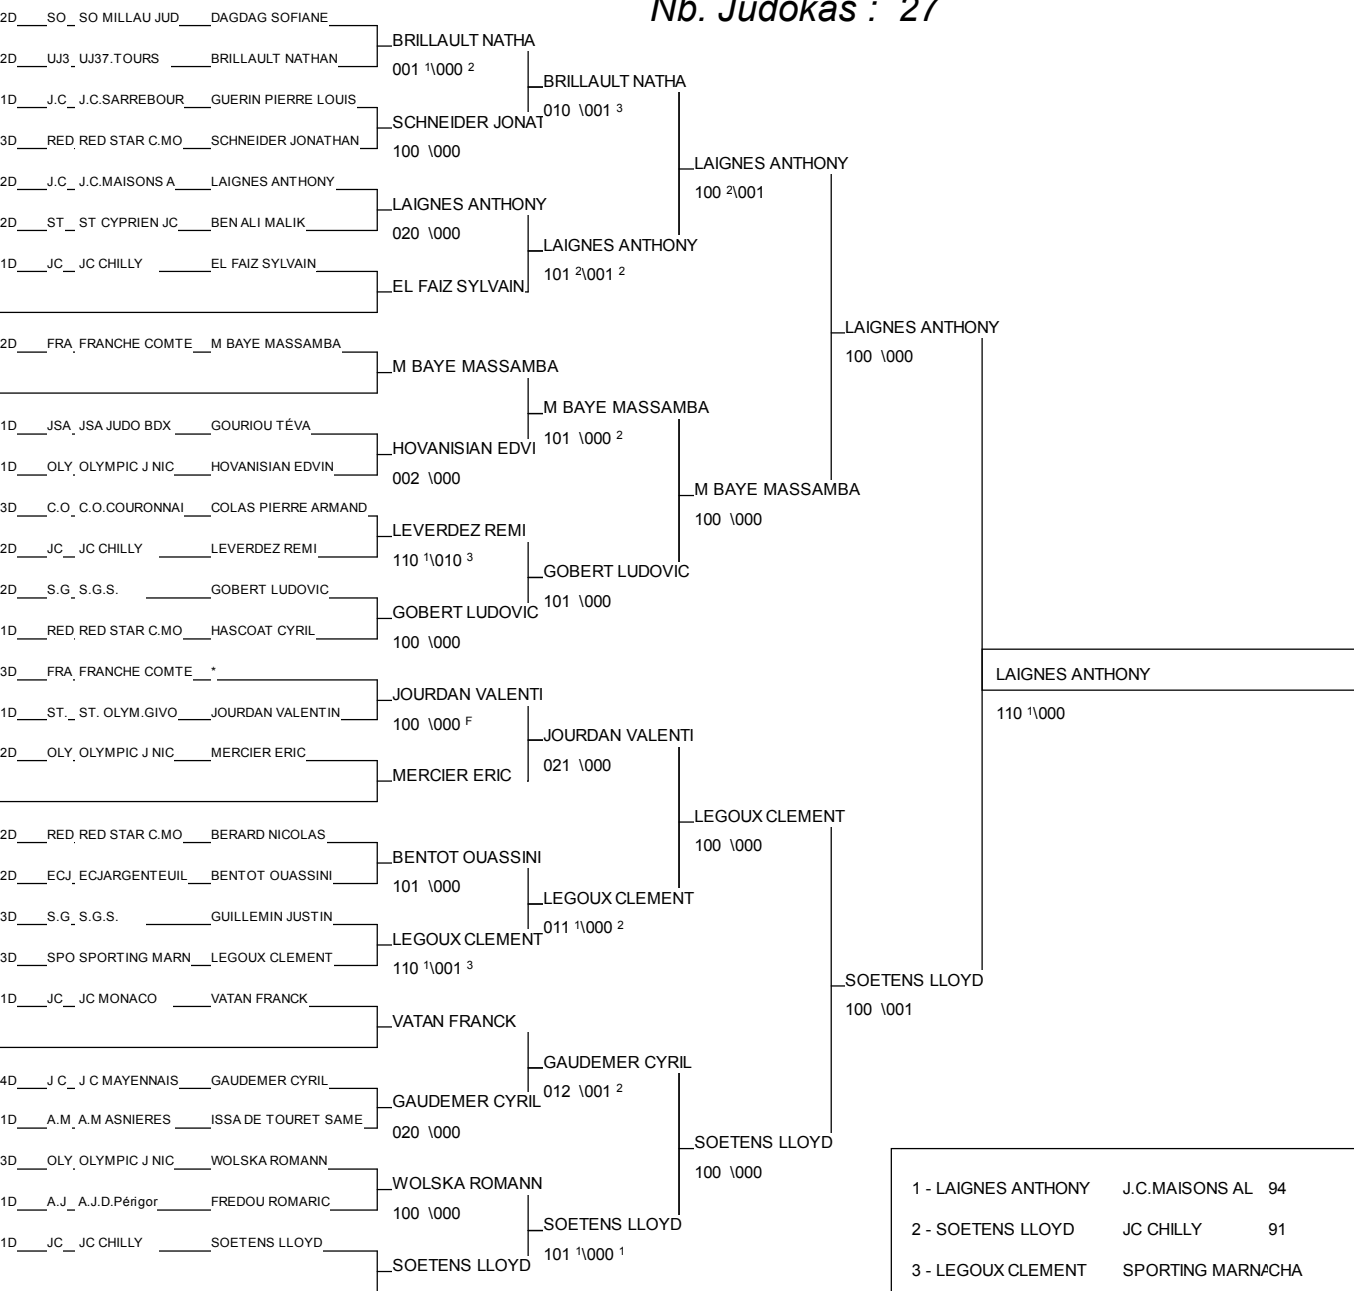 Nb. Judokas : 27
2D SO SO MILLAU JUD DAGDAG SOFIANE
2D UJ3 UJ37.TOURS BRILLAULT NATHAN
1D J.C J.C.SARREBOUR GUERIN PIERRE LOUIS
3D RED RED STAR C.MO SCHNEIDER JONATHAN
2D J.C J.C.MAISONS A LAIGNES ANTHONY
2D ST ST CYPRIEN JC BEN ALI MALIK
1D JC JC CHILLY EL FAIZ SYLVAIN
2D FRA FRANCHE COMTE M BAYE MASSAMBA
1D JSA JSA JUDO BDX GOURIOU TÉVA
1D OLY OLYMPIC J NIC HOVANISIAN EDVIN
3D C.O C.O.COURONNAI COLAS PIERRE ARMAND
2D JC JC CHILLY LEVERDEZ REMI
2D S.G S.G.S. GOBERT LUDOVIC
1D RED RED STAR C.MO HASCOAT CYRIL
3D FRA FRANCHE COMTE *
1D ST. ST. OLYM.GIVO JOURDAN VALENTIN
2D OLY OLYMPIC J NIC MERCIER ERIC
2D RED RED STAR C.MO BERARD NICOLAS
2D ECJ ECJARGENTEUIL BENTOT OUASSINI
3D S.G S.G.S. GUILLEMIN JUSTIN
3D SPO SPORTING MARN LEGOUX CLEMENT
1D JC JC MONACO VATAN FRANCK
4D J C J C MAYENNAIS GAUDEMER CYRIL
1D A.M A.M ASNIERES ISSA DE TOURET SAME
3D OLY OLYMPIC J NIC WOLSKA ROMANN
1D A.J A.J.D.Périgor FREDOU ROMARIC
1D JC JC CHILLY SOETENS LLOYD
BRILLAULT NATHA
001 1\000 2
SCHNEIDER JONAT
100 \000
LAIGNES ANTHONY
020 \000
EL FAIZ SYLVAIN
M BAYE MASSAMBA
HOVANISIAN EDVI
002 \000
LEVERDEZ REMI
110 1\010 3
GOBERT LUDOVIC
100 \000
JOURDAN VALENTI
100 \000 F
MERCIER ERIC
BENTOT OUASSINI
101 \000
LEGOUX CLEMENT
110 1\001 3
VATAN FRANCK
GAUDEMER CYRIL
020 \000
WOLSKA ROMANN
100 \000
SOETENS LLOYD
BRILLAULT NATHA
010 \001 3
LAIGNES ANTHONY
101 2\001 2
M BAYE MASSAMBA
101 \000 2
GOBERT LUDOVIC
101 \000
JOURDAN VALENTI
021 \000
LEGOUX CLEMENT
011 1\000 2
GAUDEMER CYRIL
012 \001 2
SOETENS LLOYD
101 1\000 1
LAIGNES ANTHONY
100 2\001
M BAYE MASSAMBA
100 \000
LEGOUX CLEMENT
100 \000
SOETENS LLOYD
100 \000
LAIGNES ANTHONY
100 \000
SOETENS LLOYD
100 \001
LAIGNES ANTHONY
110 1\000
1 - LAIGNES ANTHONY J.C.MAISONS AL 94
2 - SOETENS LLOYD JC CHILLY 91
3 - LEGOUX CLEMENT SPORTING MARNA CHA